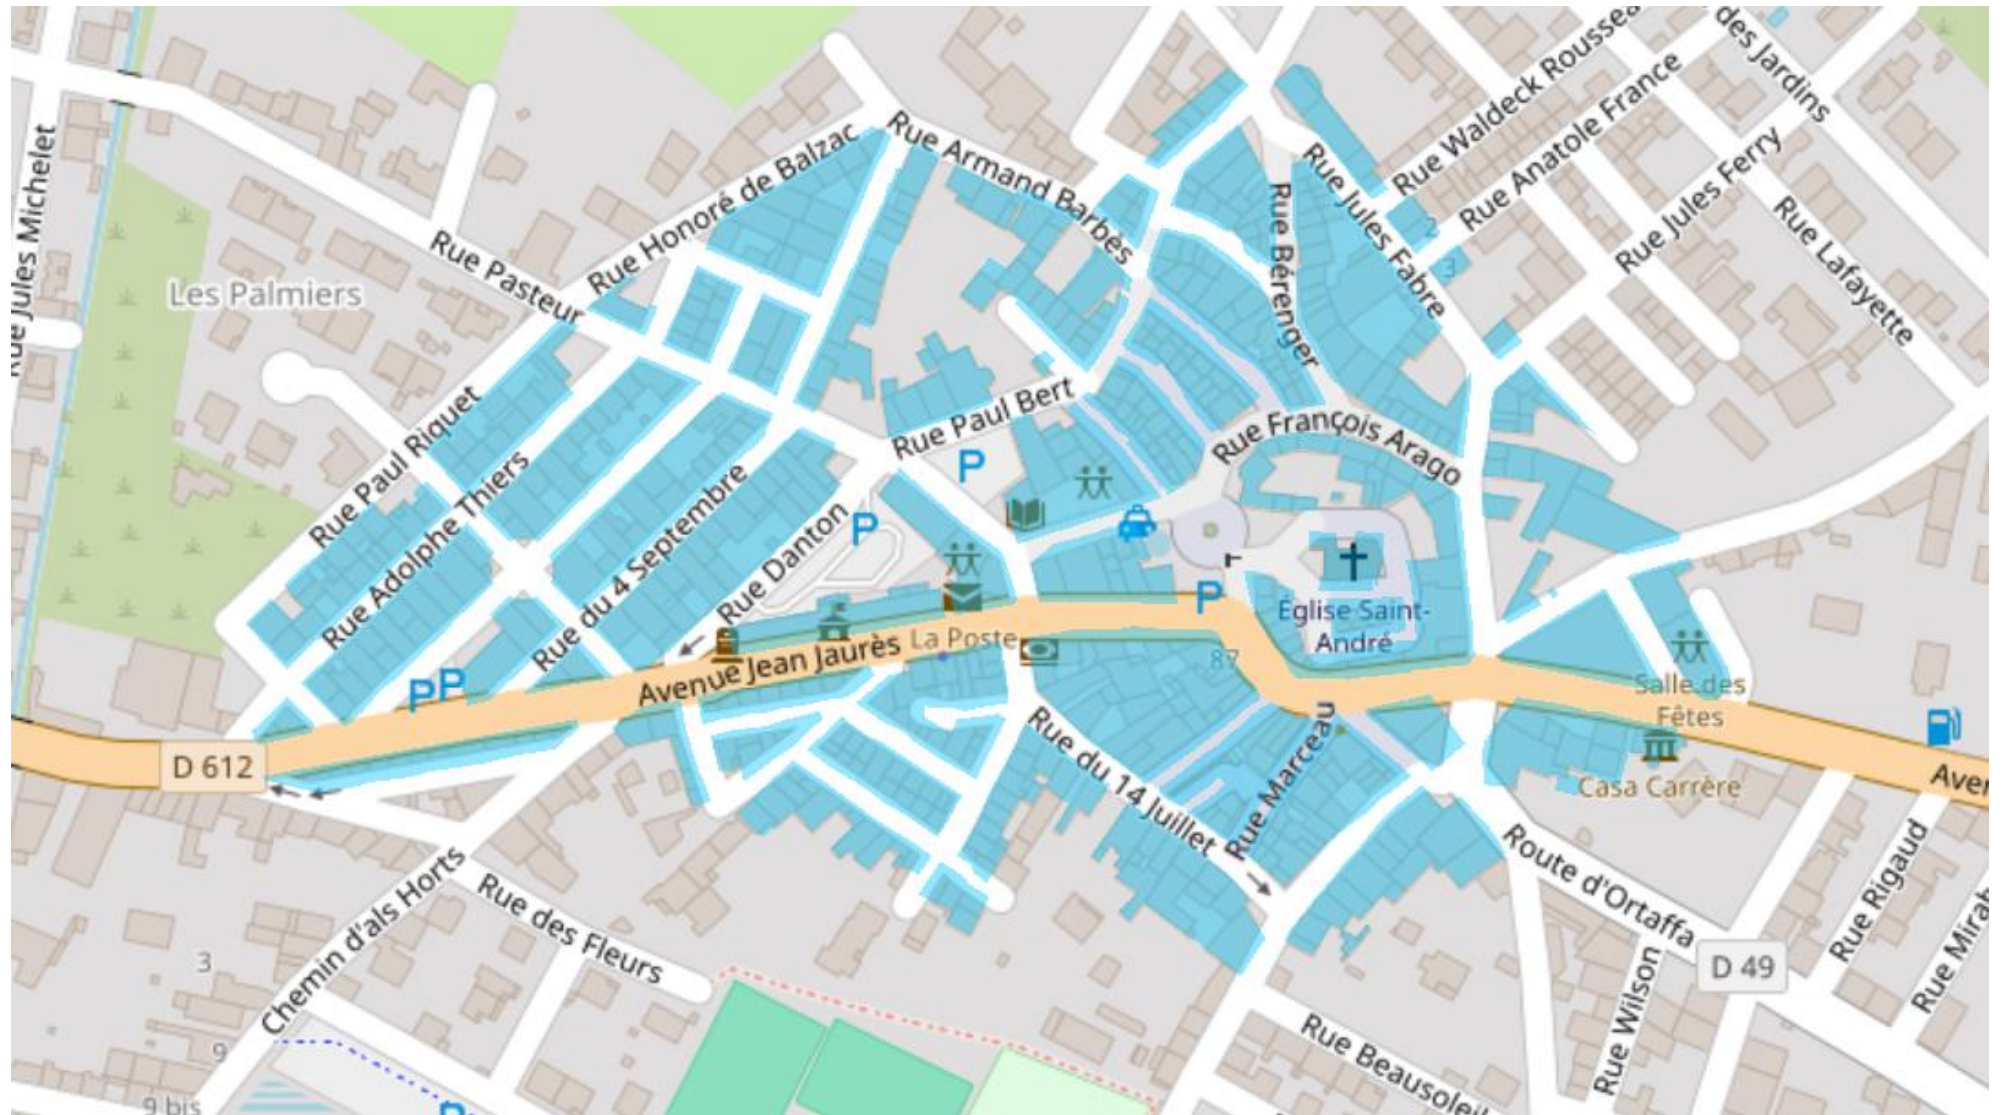 Rue Jules Michelet
Les Palmiers
Rue Pasteur
Rue Honoré de Balzac
Rue Armand Barbès
Rue Bérenger
Rue Jules Fabre
Rue Waldeck Roussea
Rue Anatole France
Rue Jules Ferry
des Jardins
Rue Lafayette
2
3
Rue Paul Riquet
Rue Adolphe Thiers
Rue du 4 Septembre
Rue Danton
Rue Paul Bert
Rue François Arago
P
P
P
P P
Église Saint-
André
La Poste
87
Avenue Jean Jaurès
D 612
Salle des
Fêtes
Casa Carrère
Aven
Rue du 14 Juillet
Rue Marceau
Route d'Ortaffa
D 49
Rue Rigaud
Rue Mirab
Rue Wilson
Rue Beausoleil
Chemin d'als Horts
Rue des Fleurs
3
9
9 bis
P